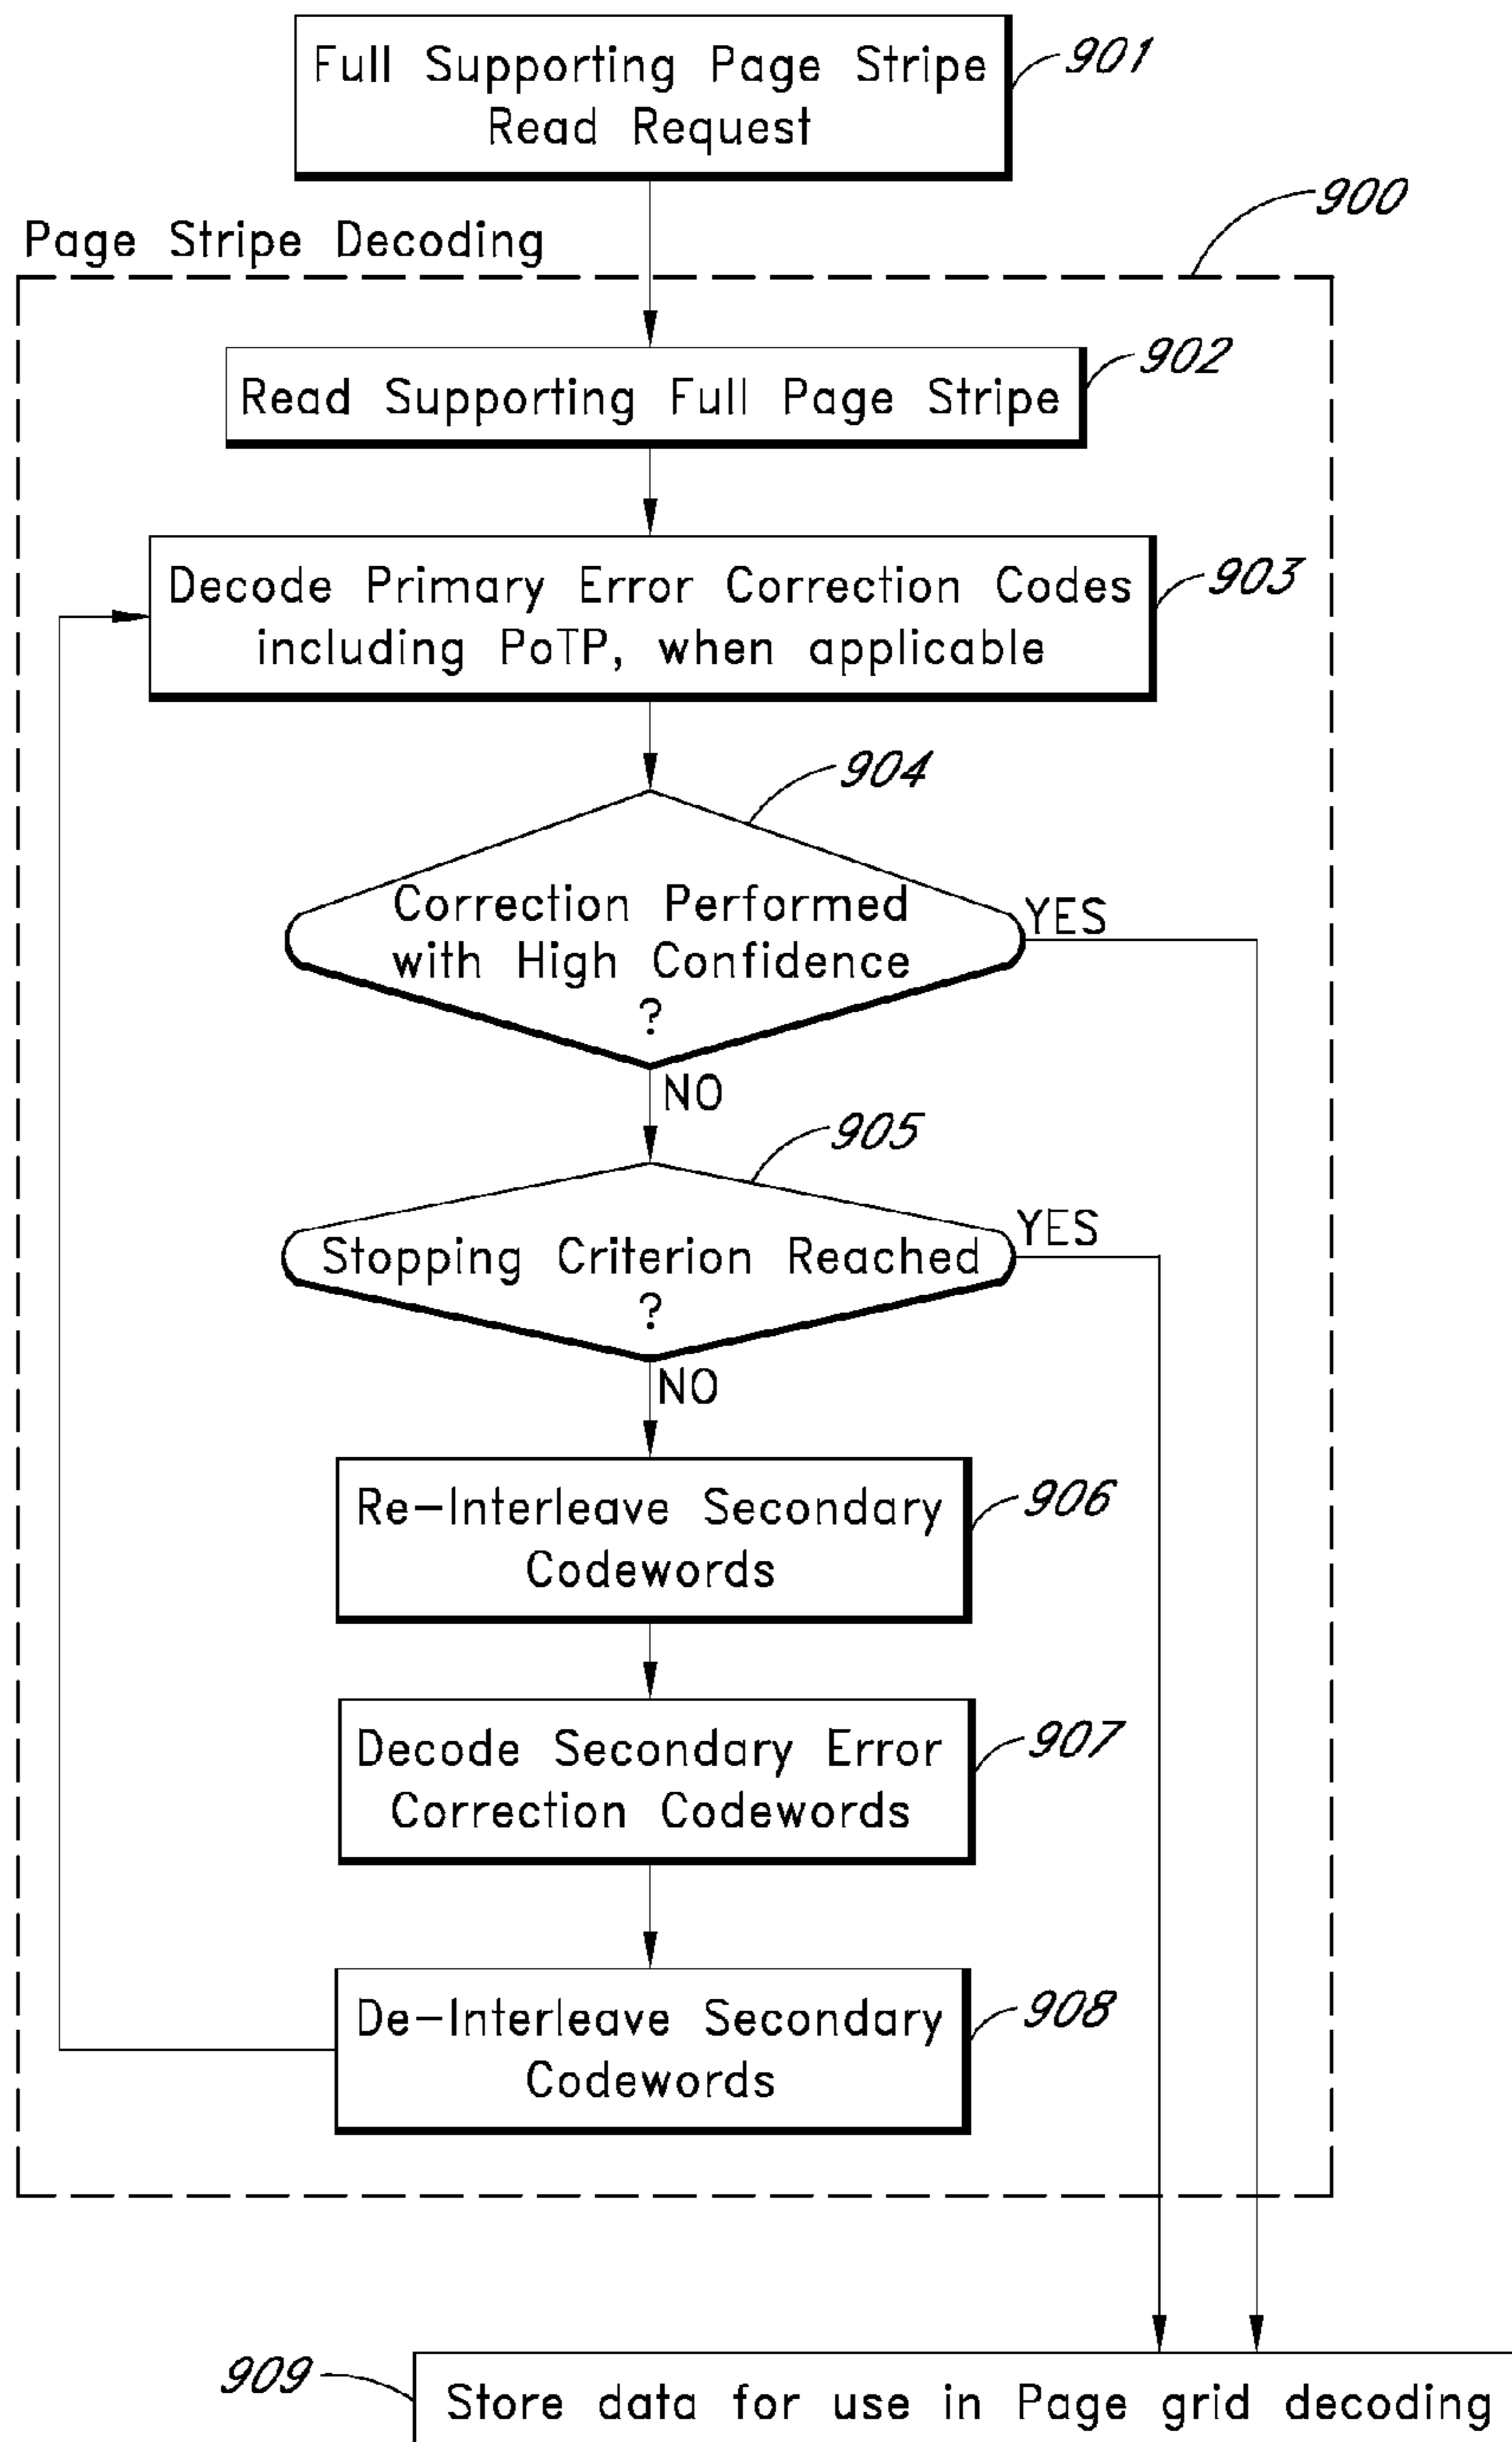 Full Supporting Page Stripe
Read Request
901
900
Page Stripe Decoding
902
Read Supporting Full Page Stripe
903
Decode Primary Error Correction Codes
including PoTP, when applicable
904
Correction Performed
with High Confidence
?
YES
NO
905
Stopping Criterion Reached
?
YES
NO
906
Re-Interleave Secondary
Codewords
907
Decode Secondary Error
Correction Codewords
908
De-Interleave Secondary
Codewords
909
Store data for use in Page grid decoding